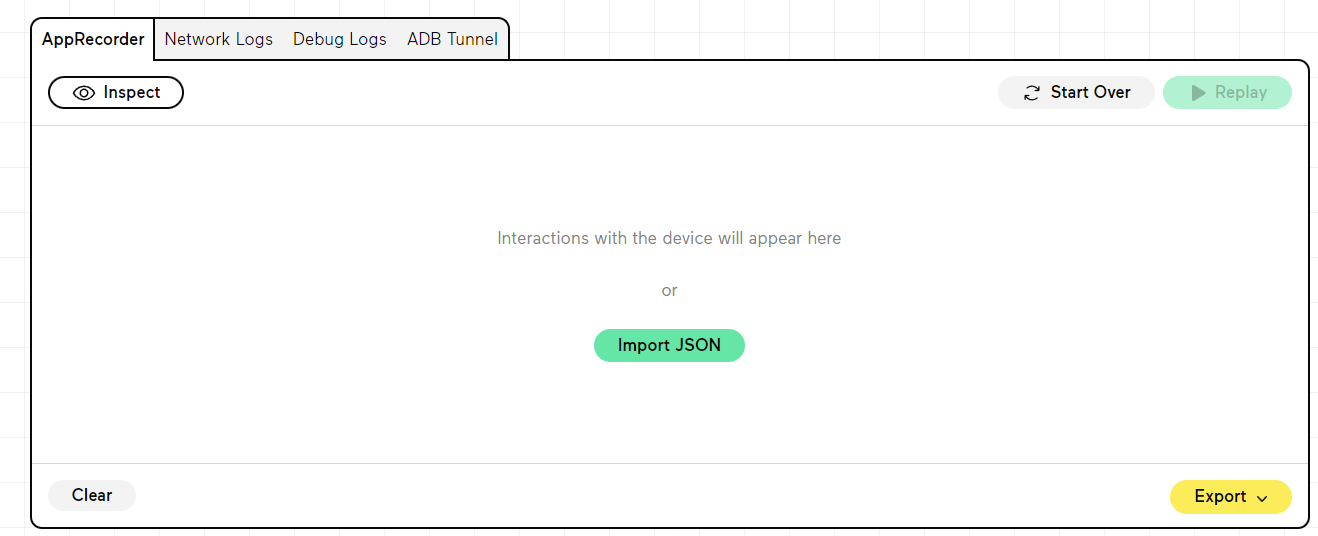 AppRecorder Network Logs Debug Logs ADB Tunnel
Inspect Start Over Replay
Interactions with the device will appear here
or
Import JSON
Clear Export